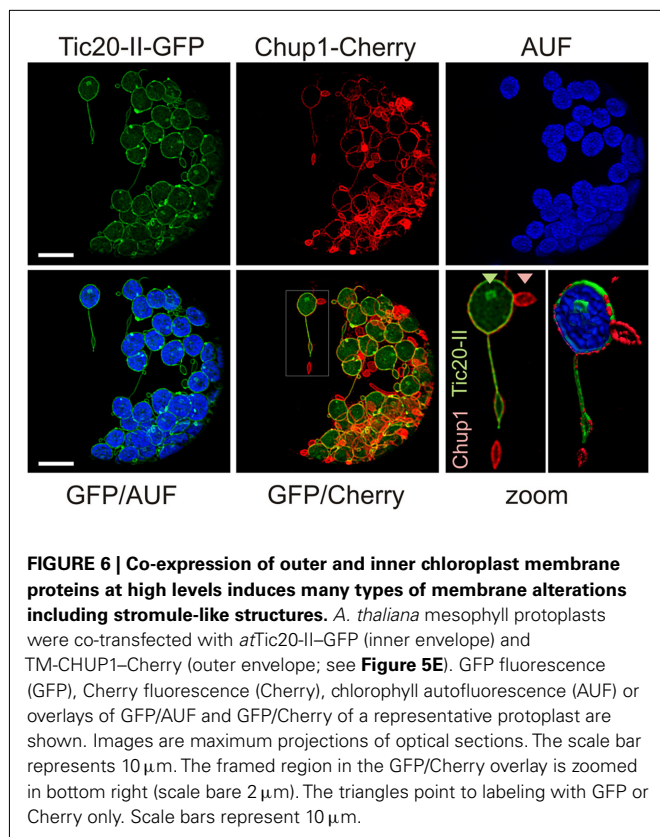 Tic20-II-GFP Chup1-Cherry AUF
Chup1 Tic20-II
GFP/AUF GFP/Cherry zoom
FIGURE 6 | Co-expression of outer and inner chloroplast membrane
proteins at high levels induces many types of membrane alterations
including stromule-like structures. A. thaliana mesophyll protoplasts
were co-transfected with atTic20-II–GFP (inner envelope) and
TM-CHUP1–Cherry (outer envelope; see Figure 5E). GFP fluorescence
(GFP), Cherry fluorescence (Cherry), chlorophyll autofluorescence (AUF) or
overlays of GFP/AUF and GFP/Cherry of a representative protoplast are
shown. Images are maximum projections of optical sections. The scale bar
represents 10 μm. The framed region in the GFP/Cherry overlay is zoomed
in bottom right (scale bare 2 μm). The triangles point to labeling with GFP or
Cherry only. Scale bars represent 10 μm.